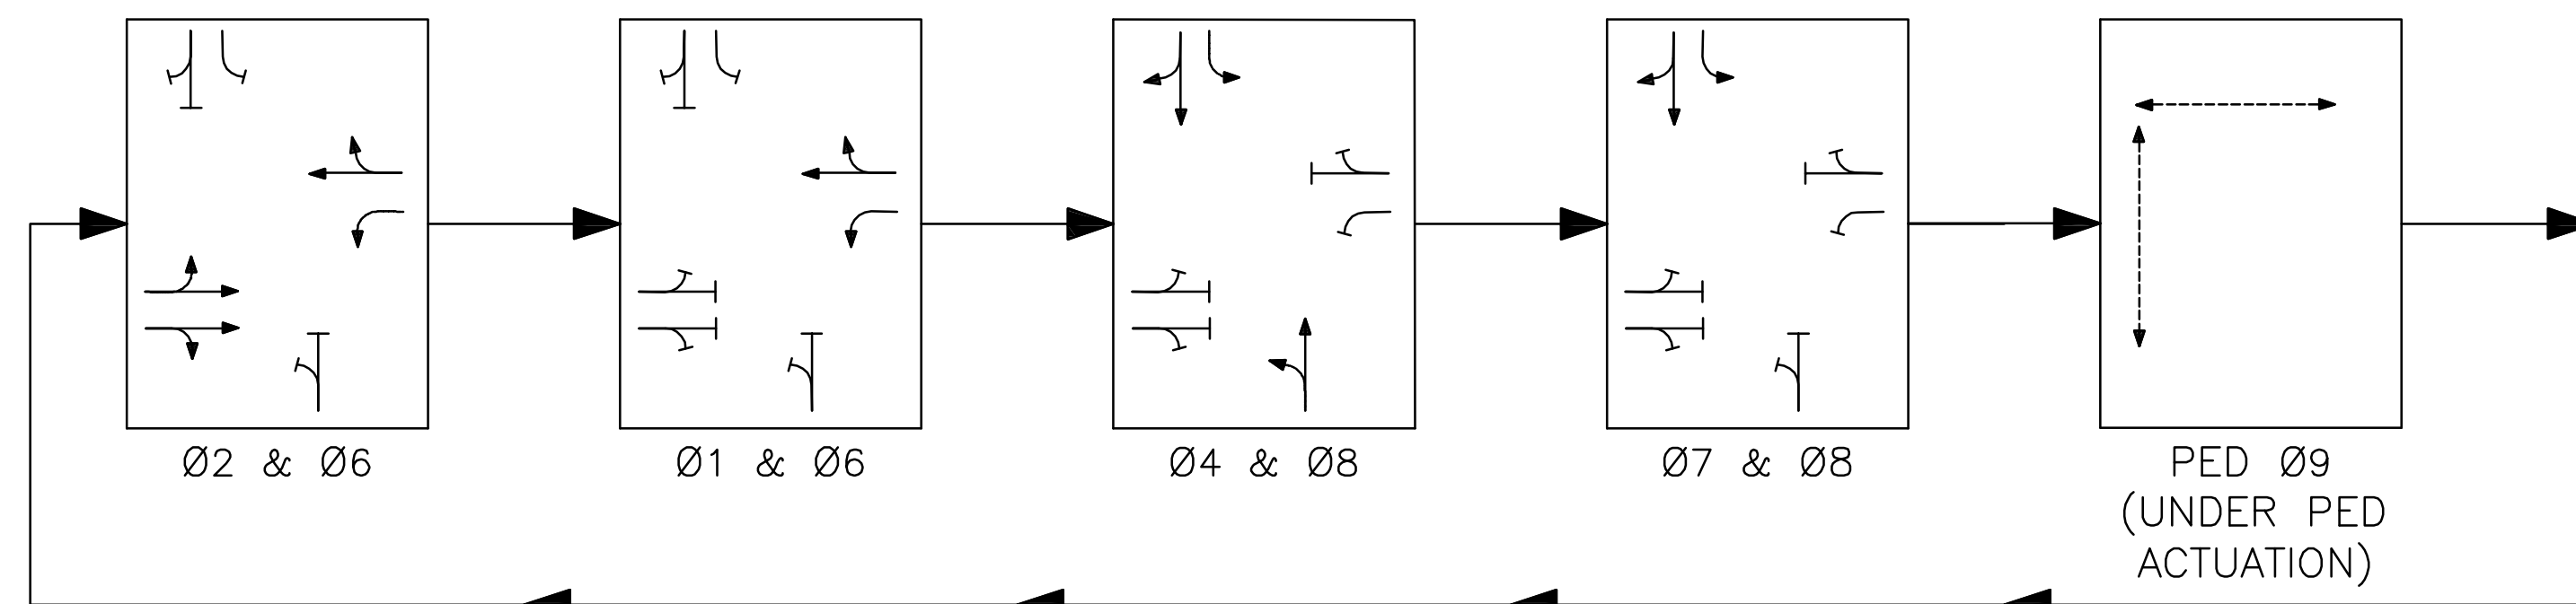 Ø2 & Ø6
Ø1 & Ø6
Ø4 & Ø8
Ø7 & Ø8
PED Ø9
(UNDER PED
ACTUATION)